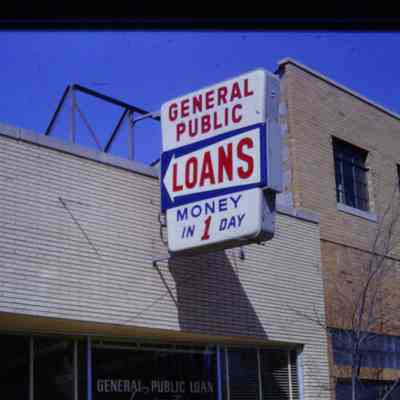 GENERAL
PUBLIC
LOANS
MONEY
IN 1 DAY
GENERAL PUBLIC LOAN